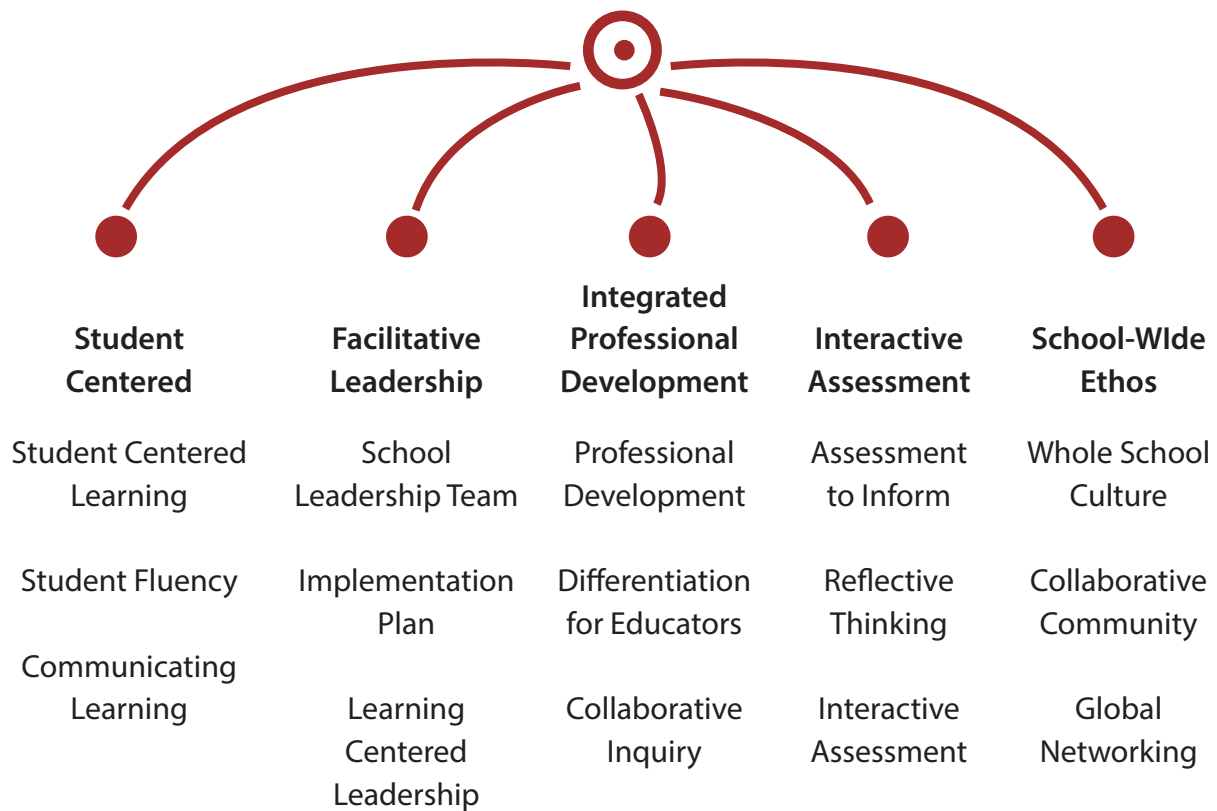 Student
Centered
Student Centered
Learning
Student Fluency
Communicating
Learning
Facilitative
Leadership
School
Leadership Team
Implementation
Plan
Learning
Centered
Leadership
Integrated
Professional
Development
Professional
Development
Differentiation
for Educators
Collaborative
Inquiry
Interactive
Assessment
Assessment
to Inform
Reflective
Thinking
Interactive
Assessment
School-WIde
Ethos
Whole School
Culture
Collaborative
Community
Global
Networking